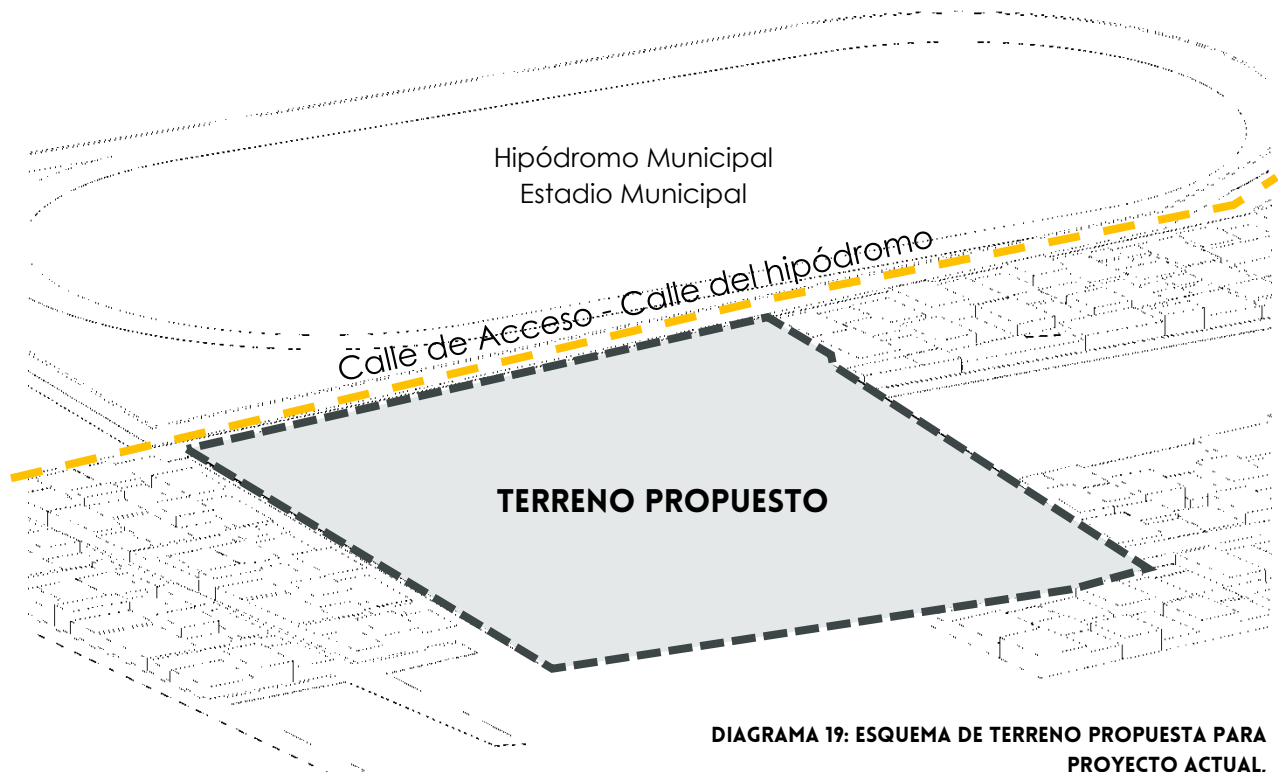 Hipódromo Municipal
Estadio Municipal
Calle de Acceso - Calle del hipódromo
TERRENO PROPUESTO
DIAGRAMA 19: ESQUEMA DE TERRENO PROPUESTA PARA
PROYECTO ACTUAL.